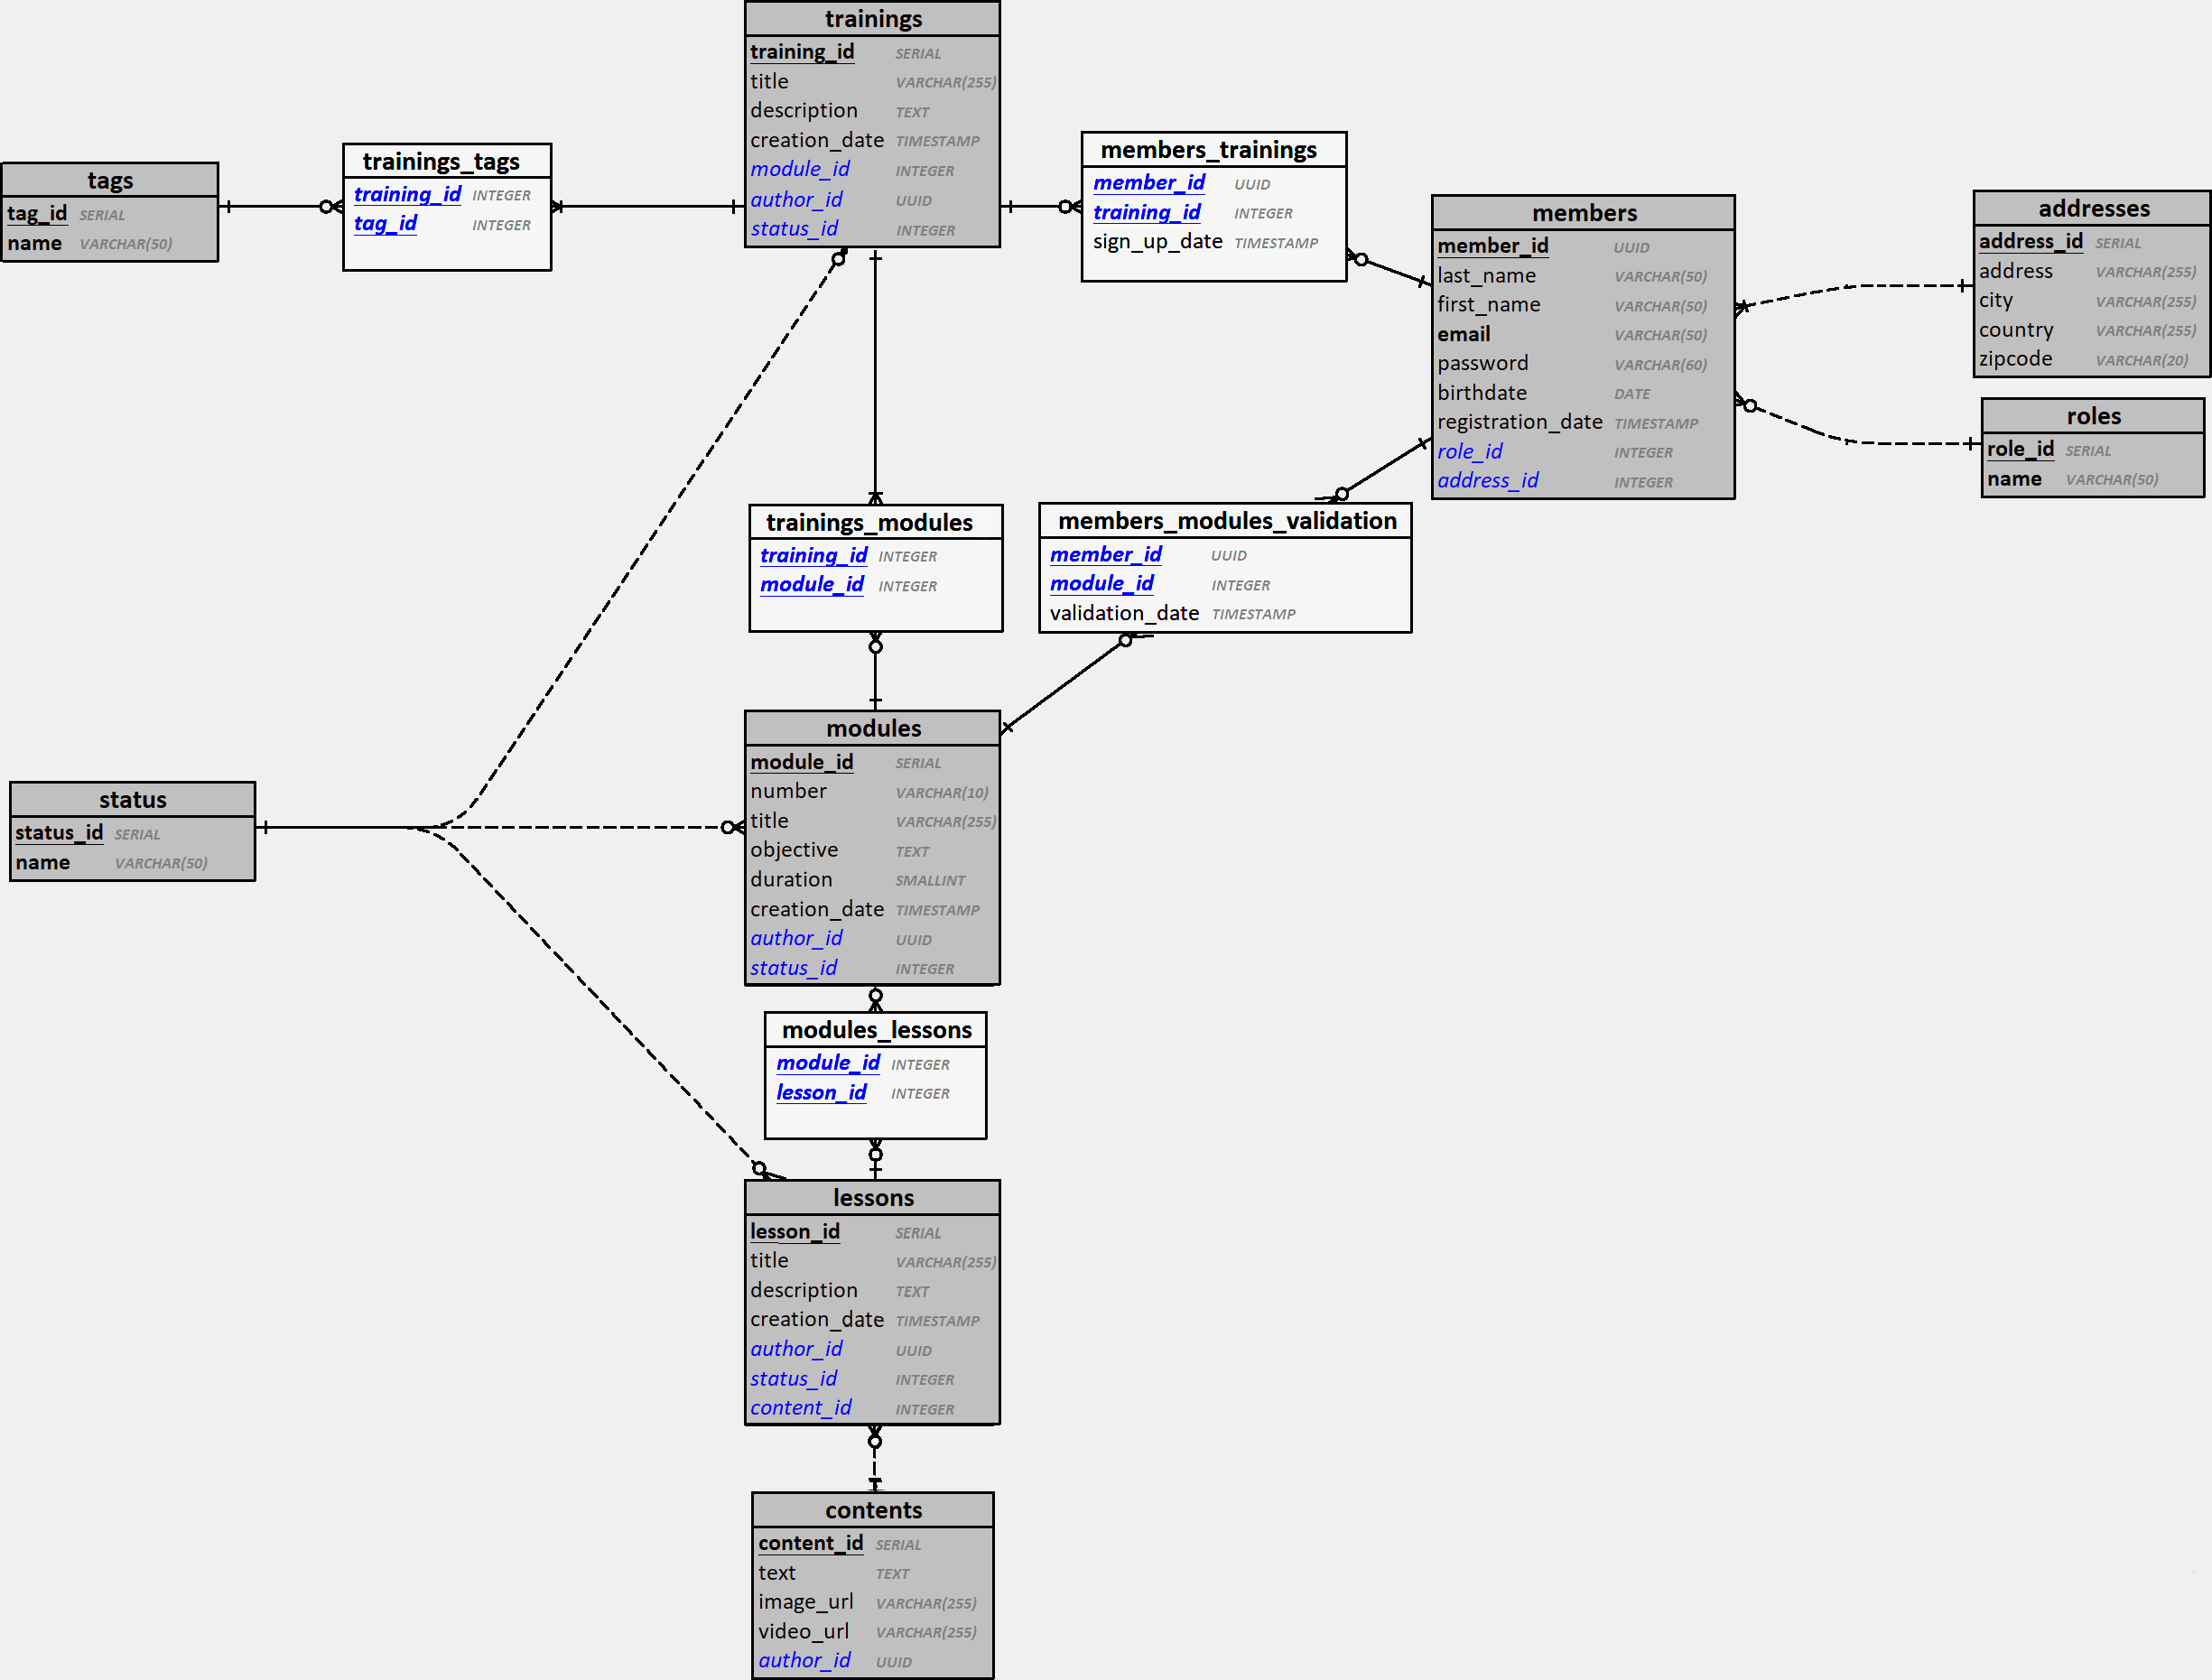 trainings
training_id SERIAL
title VARCHAR(255)
description TEXT
creation_date TIMESTAMP
module_id INTEGER
author_id UUID
status_id INTEGER
tags
tag_id SERIAL
name VARCHAR(50)
trainings_tags
training_id INTEGER
tag_id INTEGER
members_trainings
member_id UUID
training_id INTEGER
sign_up_date TIMESTAMP
members
member_id UUID
last_name VARCHAR(50)
first_name VARCHAR(50)
email VARCHAR(50)
password VARCHAR(60)
birthdate DATE
registration_date TIMESTAMP
role_id INTEGER
address_id INTEGER
addresses
address_id SERIAL
address VARCHAR(255)
city VARCHAR(255)
country VARCHAR(255)
zipcode VARCHAR(20)
roles
role_id SERIAL
name VARCHAR(50)
trainings_modules
training_id INTEGER
module_id INTEGER
members_modules_validation
member_id UUID
module_id INTEGER
validation_date TIMESTAMP
status
status_id SERIAL
name VARCHAR(50)
modules
module_id SERIAL
number VARCHAR(10)
title VARCHAR(255)
objective TEXT
duration SMALLINT
creation_date TIMESTAMP
author_id UUID
status_id INTEGER
modules_lessons
module_id INTEGER
lesson_id INTEGER
lessons
lesson_id SERIAL
title VARCHAR(255)
description TEXT
creation_date TIMESTAMP
author_id UUID
status_id INTEGER
content_id INTEGER
contents
content_id SERIAL
text TEXT
image_url VARCHAR(255)
video_url VARCHAR(255)
author_id UUID